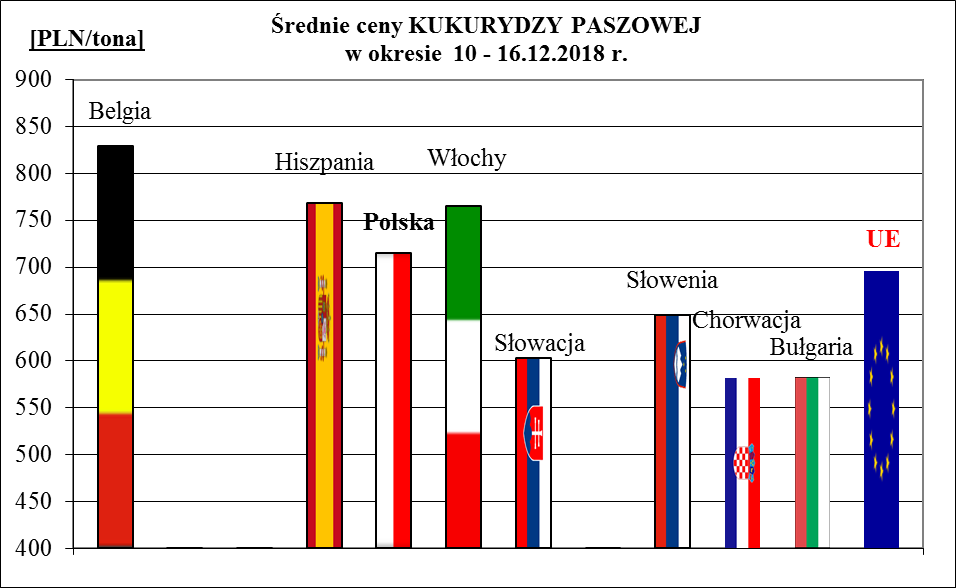 Średnie ceny KUKURYDZY PASZOWEJ
w okresie 10 - 16.12.2018 r.
[PLN/tona]
900
850
800
750
700
650
600
550
500
450
400
Belgia
Hiszpania
Polska
Włochy
Słowacja
Słowenia
Chorwacja
Bułgaria
UE